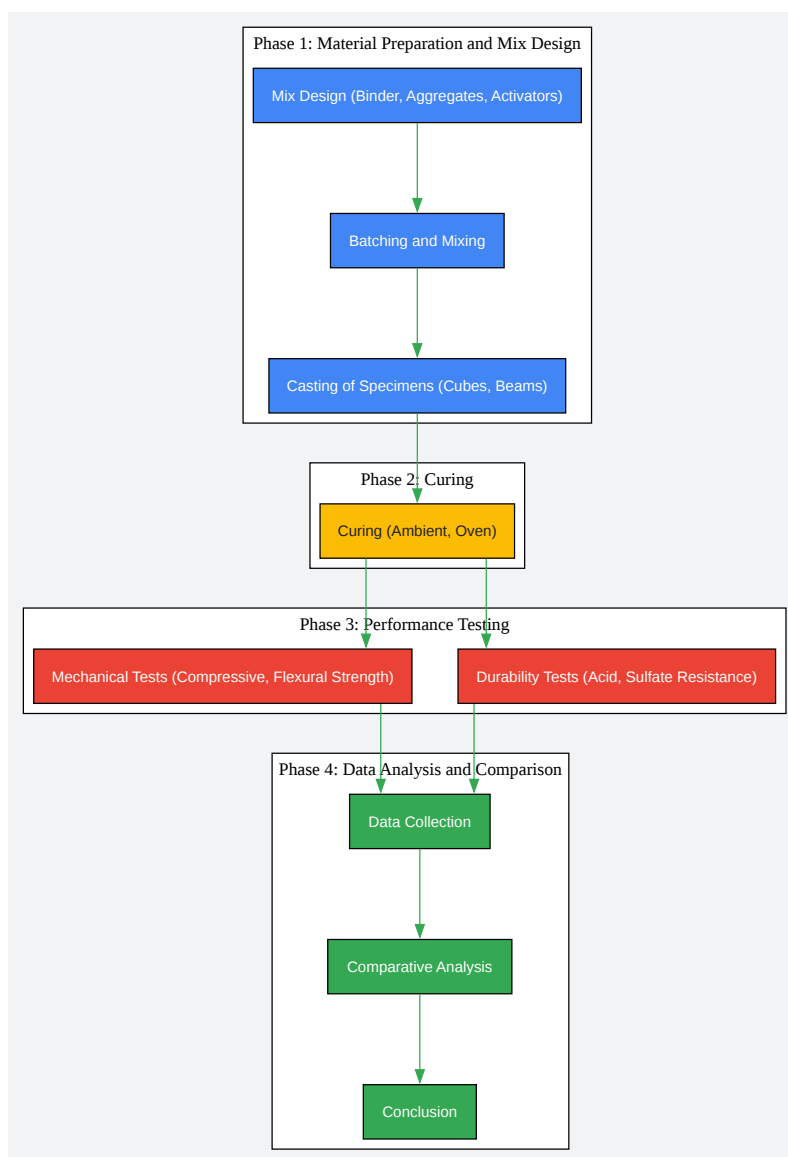 Phase 1: Material Preparation and Mix Design
Mix Design (Binder, Aggregates, Activators)
Batching and Mixing
Casting of Specimens (Cubes, Beams)
Phase 2: Curing
Curing (Ambient, Oven)
Phase 3: Performance Testing
Mechanical Tests (Compressive, Flexural Strength)
Durability Tests (Acid, Sulfate Resistance)
Phase 4: Data Analysis and Comparison
Data Collection
Comparative Analysis
Conclusion